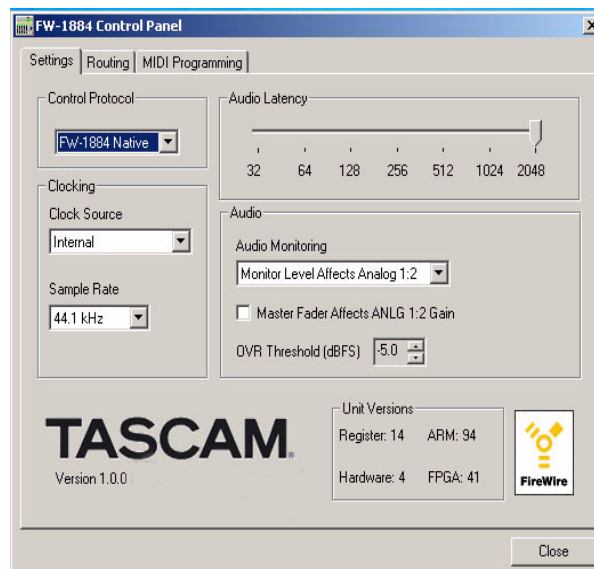 FW-1884 Control Panel
Settings Routing MIDI Programming
Control Protocol
FW-1884 Native
Audio Latency
32 64 128 256 512 1024 2048
Clocking
Clock Source
Internal
Sample Rate
44.1 kHz
Audio
Audio Monitoring
Monitor Level Affects Analog 1:2
Master Fader Affects ANLG 1:2 Gain
OVR Threshold (dBFS) -5.0
TASCAM.
Version 1.0.0
Unit Versions
Register: 14 ARM: 94
Hardware: 4 FPGA: 41
FireWire
Close